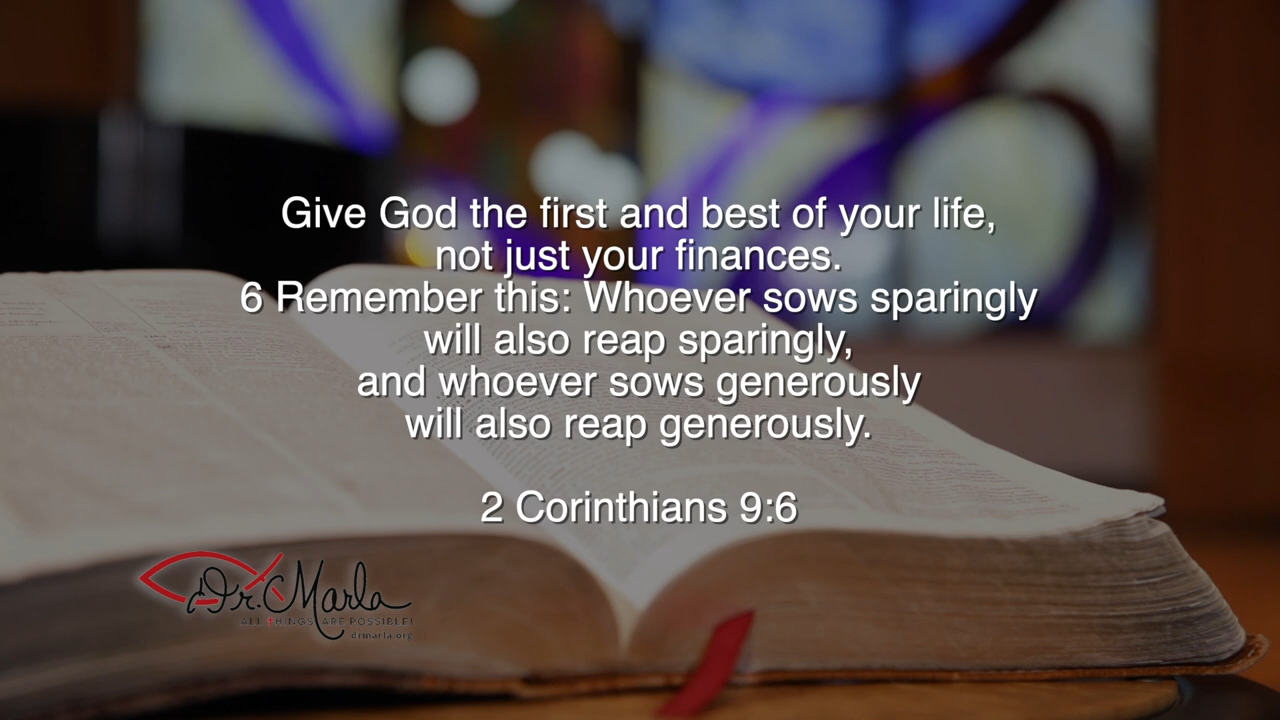 Give God the first and best of your life,
not just your finances.
6 Remember this: Whoever sows sparingly
will also reap sparingly,
and whoever sows generously
will also reap generously.
2 Corinthians 9:6
Dr. Marla
ALL THINGS ARE POSSIBLE!
drmarla.org